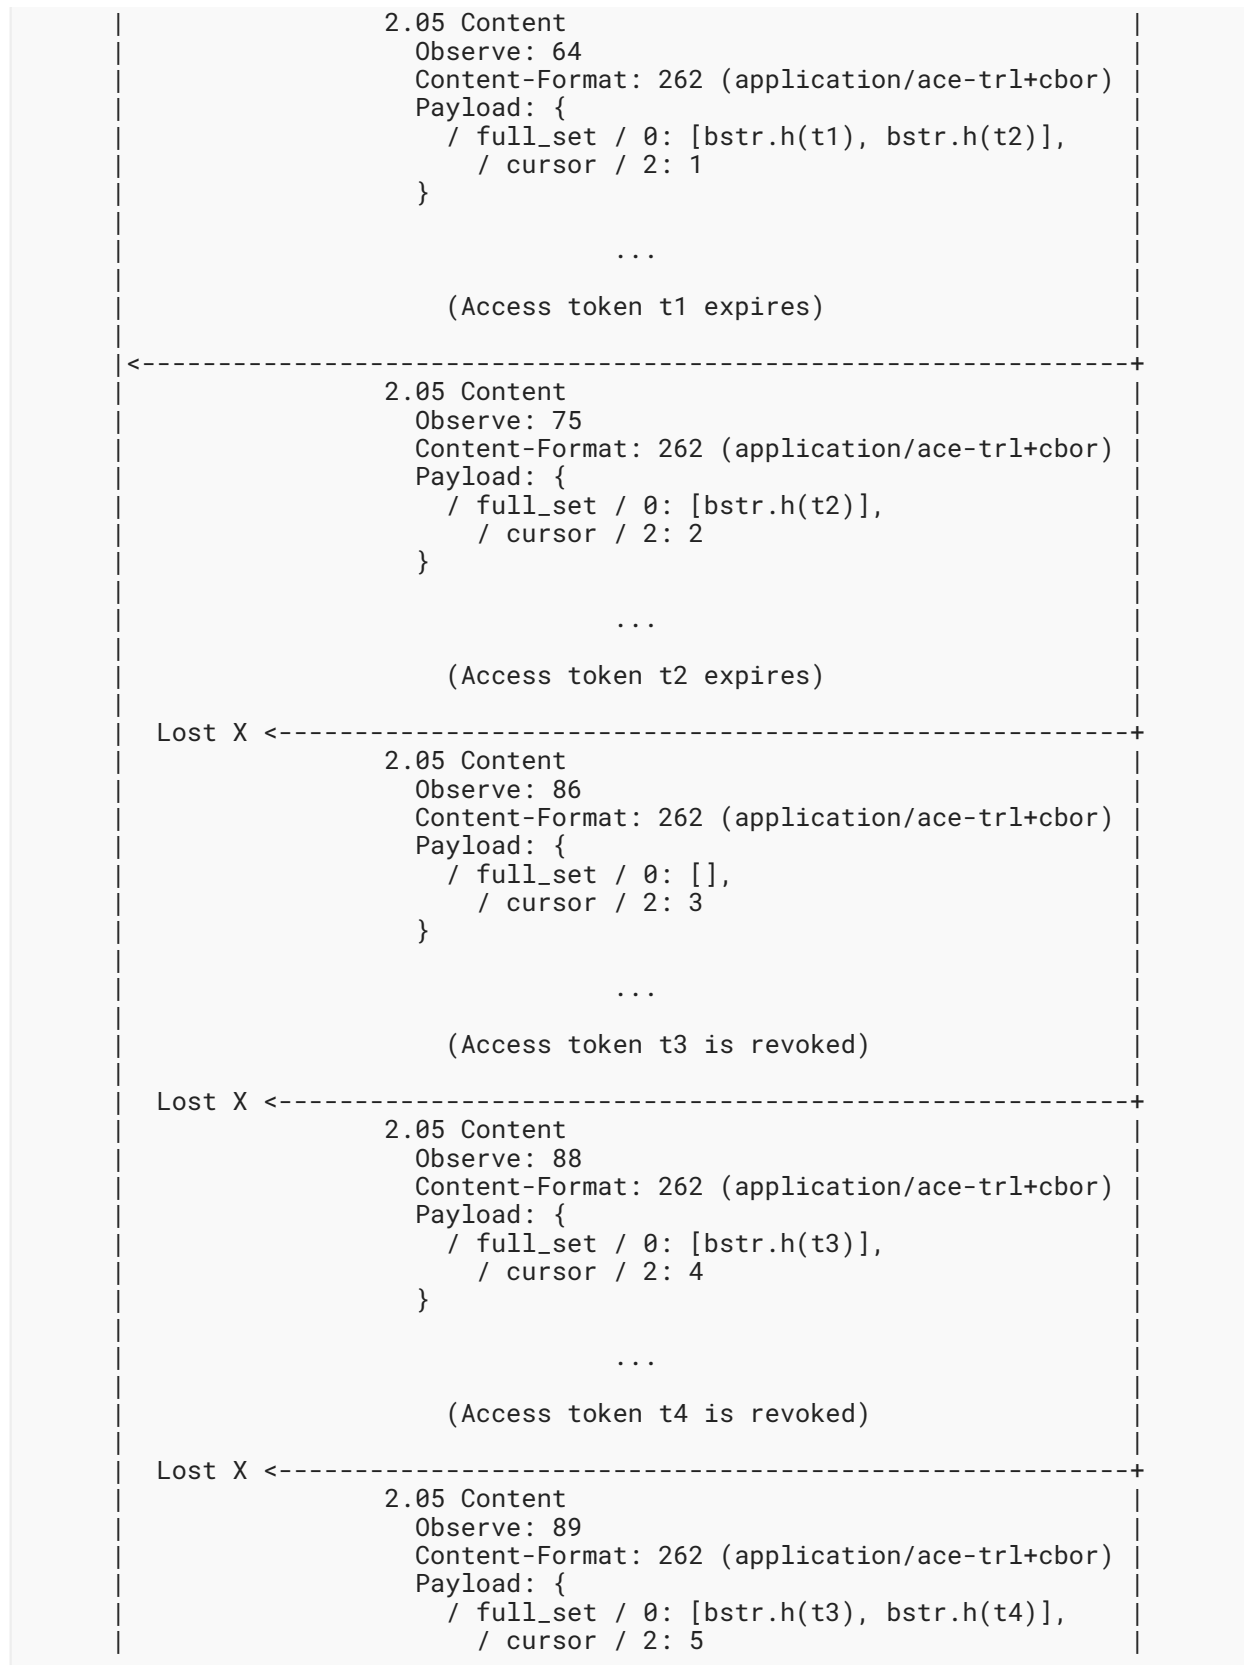 |                 2.05 Content                                      |
|                   Observe: 64                                     |
|                   Content-Format: 262 (application/ace-trl+cbor) |
|                   Payload: {                                      |
|                     / full_set / 0: [bstr.h(t1), bstr.h(t2)],     |
|                       / cursor / 2: 1                             |
|                   }                                               |
|                                                                   |
|                                ...                                |
|                                                                   |
|                     (Access token t1 expires)                     |
|                                                                   |
|<-----------------------------------------------------------------+
|                 2.05 Content                                      |
|                   Observe: 75                                     |
|                   Content-Format: 262 (application/ace-trl+cbor) |
|                   Payload: {                                      |
|                     / full_set / 0: [bstr.h(t2)],                 |
|                       / cursor / 2: 2                             |
|                   }                                               |
|                                                                   |
|                                ...                                |
|                                                                   |
|                     (Access token t2 expires)                     |
|                                                                   |
|  Lost X <--------------------------------------------------------+
|                 2.05 Content                                      |
|                   Observe: 86                                     |
|                   Content-Format: 262 (application/ace-trl+cbor) |
|                   Payload: {                                      |
|                     / full_set / 0: [],                           |
|                       / cursor / 2: 3                             |
|                   }                                               |
|                                                                   |
|                                ...                                |
|                                                                   |
|                     (Access token t3 is revoked)                  |
|                                                                   |
|  Lost X <--------------------------------------------------------+
|                 2.05 Content                                      |
|                   Observe: 88                                     |
|                   Content-Format: 262 (application/ace-trl+cbor) |
|                   Payload: {                                      |
|                     / full_set / 0: [bstr.h(t3)],                 |
|                       / cursor / 2: 4                             |
|                   }                                               |
|                                                                   |
|                                ...                                |
|                                                                   |
|                     (Access token t4 is revoked)                  |
|                                                                   |
|  Lost X <--------------------------------------------------------+
|                 2.05 Content                                      |
|                   Observe: 89                                     |
|                   Content-Format: 262 (application/ace-trl+cbor) |
|                   Payload: {                                      |
|                     / full_set / 0: [bstr.h(t3), bstr.h(t4)],     |
|                       / cursor / 2: 5                             |